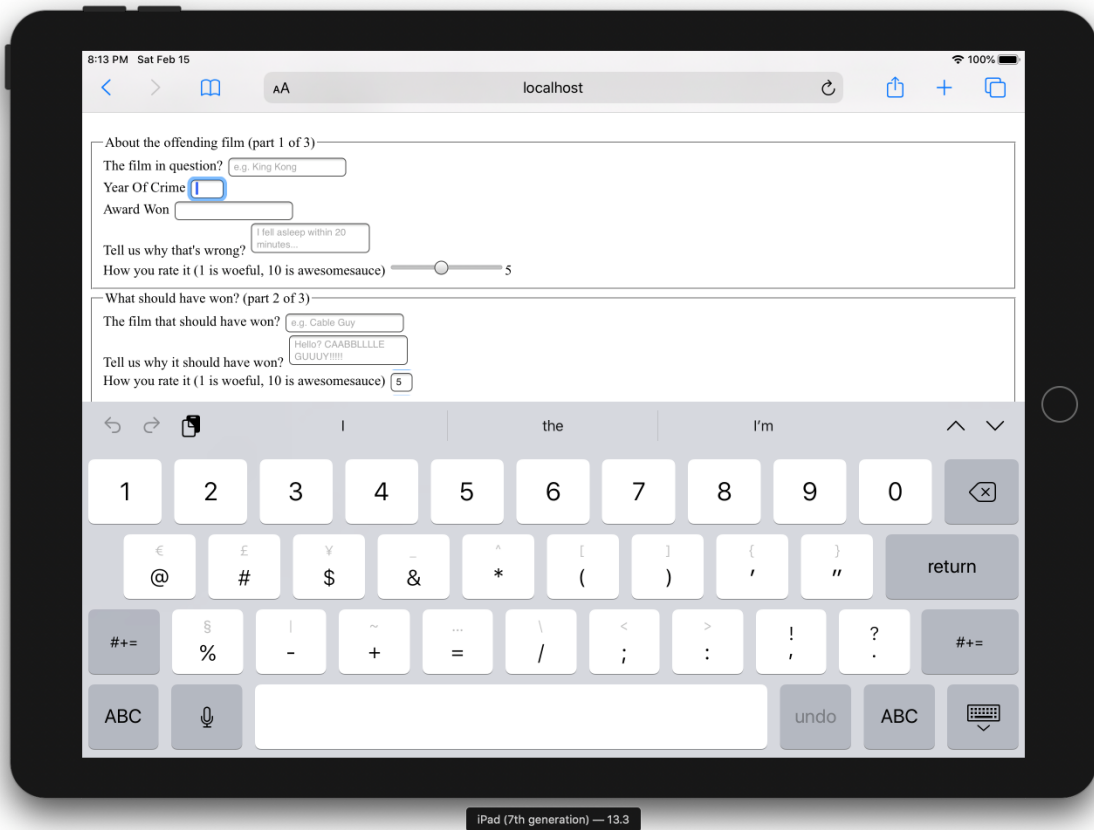 8:13 PM Sat Feb 15 100%
AA localhost
About the offending film (part 1 of 3)
The film in question? e.g. King Kong
Year Of Crime
Award Won
I fell asleep within 20
minutes...
Tell us why that's wrong?
How you rate it (1 is woeful, 10 is awesomesauce) 5
What should have won? (part 2 of 3)
The film that should have won? e.g. Cable Guy
Hello? CAABBLLLLE
GUUUY!!!!!
Tell us why it should have won?
How you rate it (1 is woeful, 10 is awesomesauce) 5
I the I'm
1 2 3 4 5 6 7 8 9 0
€ £ ¥ _ ^ [ ] { }
@ # $ & * ( ) ' " return
§ | ~ … \ < > ! ?
#+= % - + = / ; : , . #+=
ABC undo ABC
iPad (7th generation) — 13.3